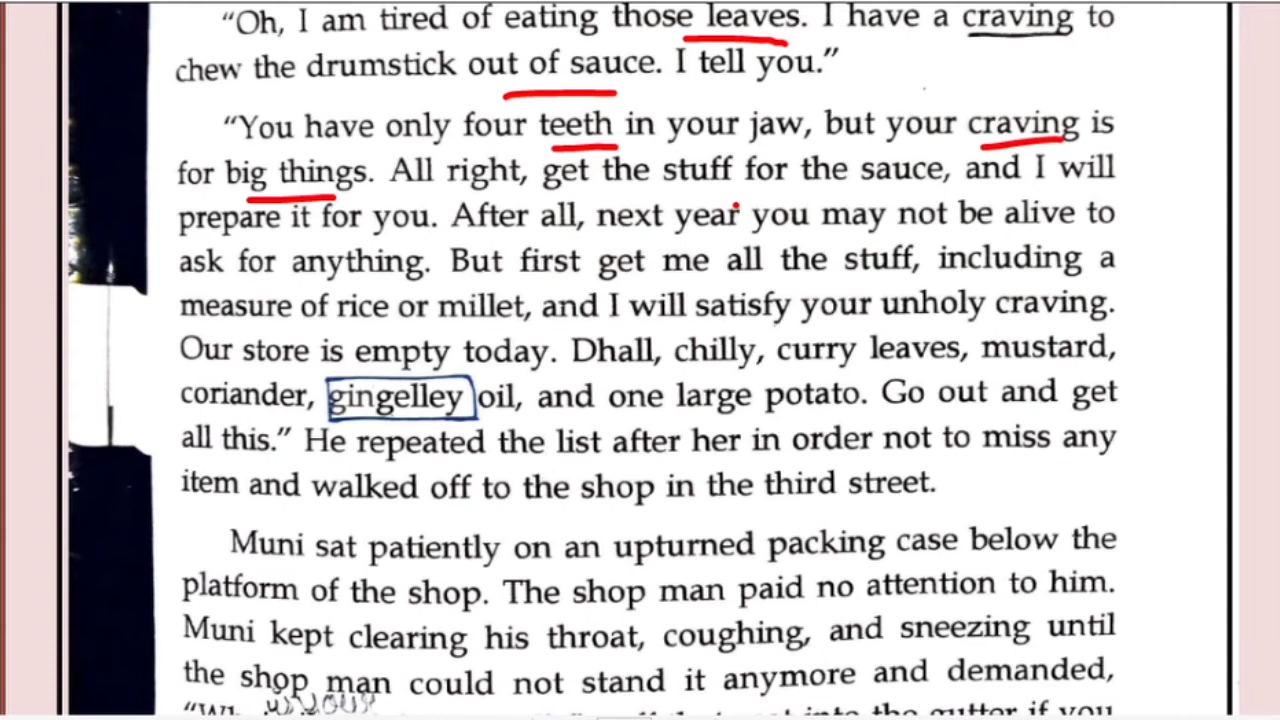 “Oh, I am tired of eating those leaves. I have a craving to
chew the drumstick out of sauce. I tell you.”
“You have only four teeth in your jaw, but your craving is
for big things. All right, get the stuff for the sauce, and I will
prepare it for you. After all, next year you may not be alive to
ask for anything. But first get me all the stuff, including a
measure of rice or millet, and I will satisfy your unholy craving.
Our store is empty today. Dhall, chilly, curry leaves, mustard,
coriander, gingelley oil, and one large potato. Go out and get
all this.” He repeated the list after her in order not to miss any
item and walked off to the shop in the third street.
Muni sat patiently on an upturned packing case below the
platform of the shop. The shop man paid no attention to him.
Muni kept clearing his throat, coughing, and sneezing until
the shop man could not stand it anymore and demanded,
into the gutter if you